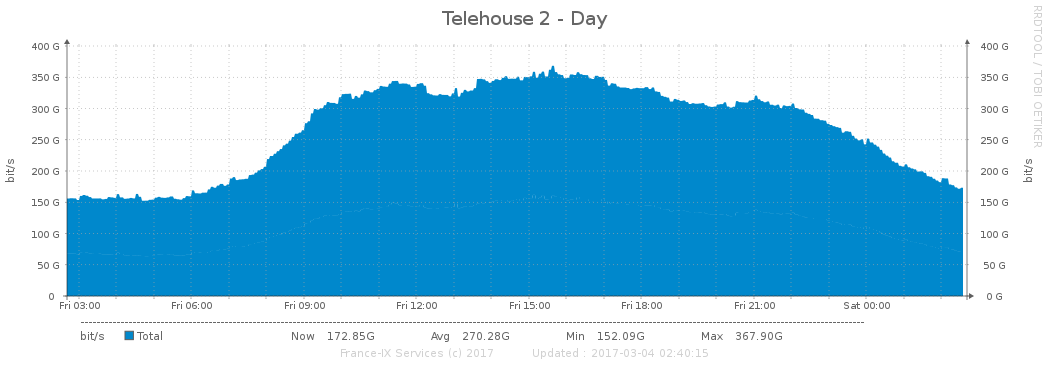 Telehouse 2 - Day
RRDTOOL / TOBI OETIKER
bit/s
400 G
350 G
300 G
250 G
200 G
150 G
100 G
50 G
0
400 G
350 G
300 G
250 G
200 G
150 G
100 G
50 G
0 G
bit/s
Fri 03:00 Fri 06:00 Fri 09:00 Fri 12:00 Fri 15:00 Fri 18:00 Fri 21:00 Sat 00:00
bit/s Total Now 172.85G Avg 270.28G Min 152.09G Max 367.90G
France-IX Services (c) 2017 Updated : 2017-03-04 02:40:15